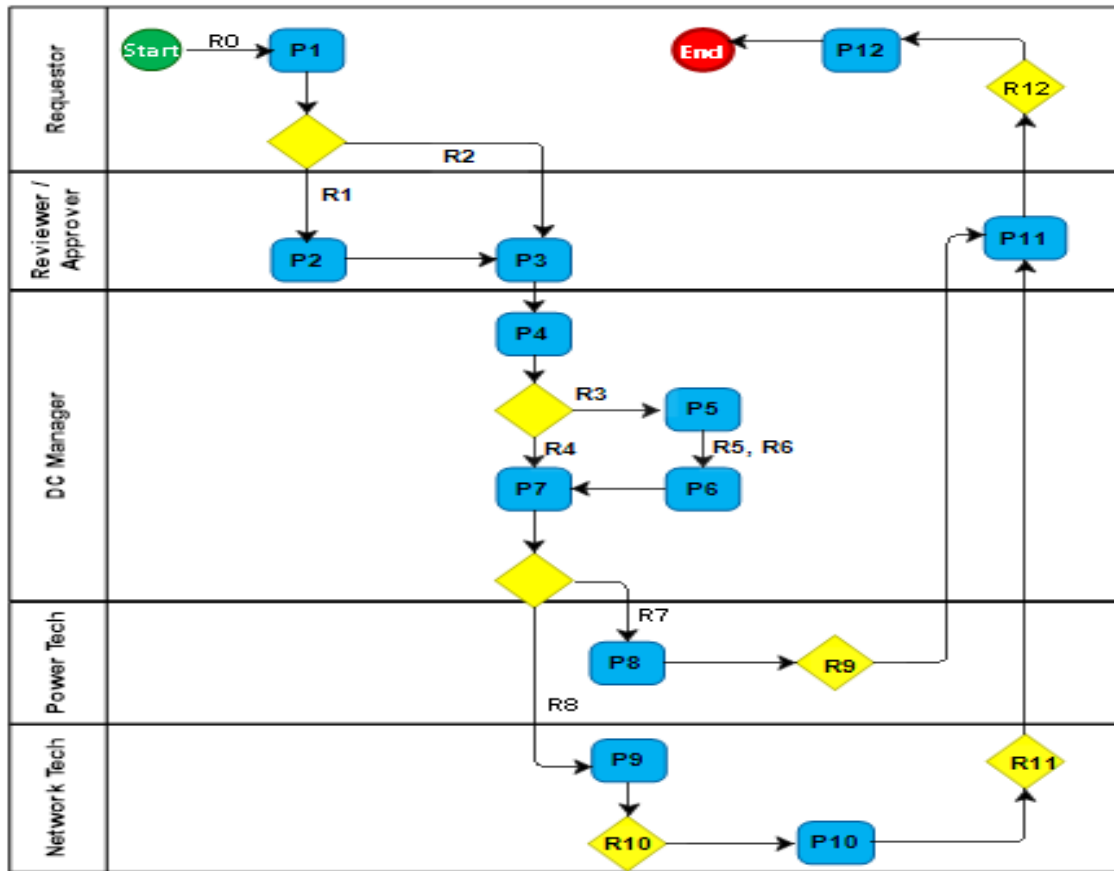 Requestor
Start
R0
P1
End
P12
R12
R2
R1
Reviewer /
Approver
P2
P3
P11
DC Manager
P4
R3
P5
R4
R5, R6
P7
P6
Power Tech
R7
P8
R9
R8
Network Tech
P9
R11
R10
P10